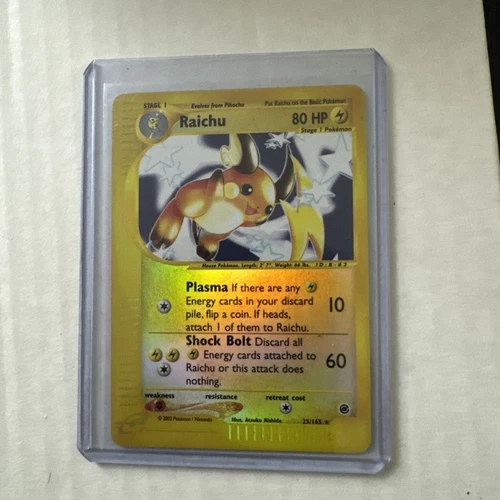 STAGE 1 Evolves from Pikachu Put Raichu on the Basic Pokémon
Raichu 80 HP
Stage 1 Pokémon
Mouse Pokémon. Length: 2' 7", Weight: 66 lbs.
Plasma If there are any
Energy cards in your discard
pile, flip a coin. If heads,
attach 1 of them to Raichu.
10
Shock Bolt Discard all
Energy cards attached to
Raichu or this attack does
nothing.
60
weakness resistance retreat cost
© 2002 Pokémon / Nintendo
Illus. Atsuko Nishida
25/165